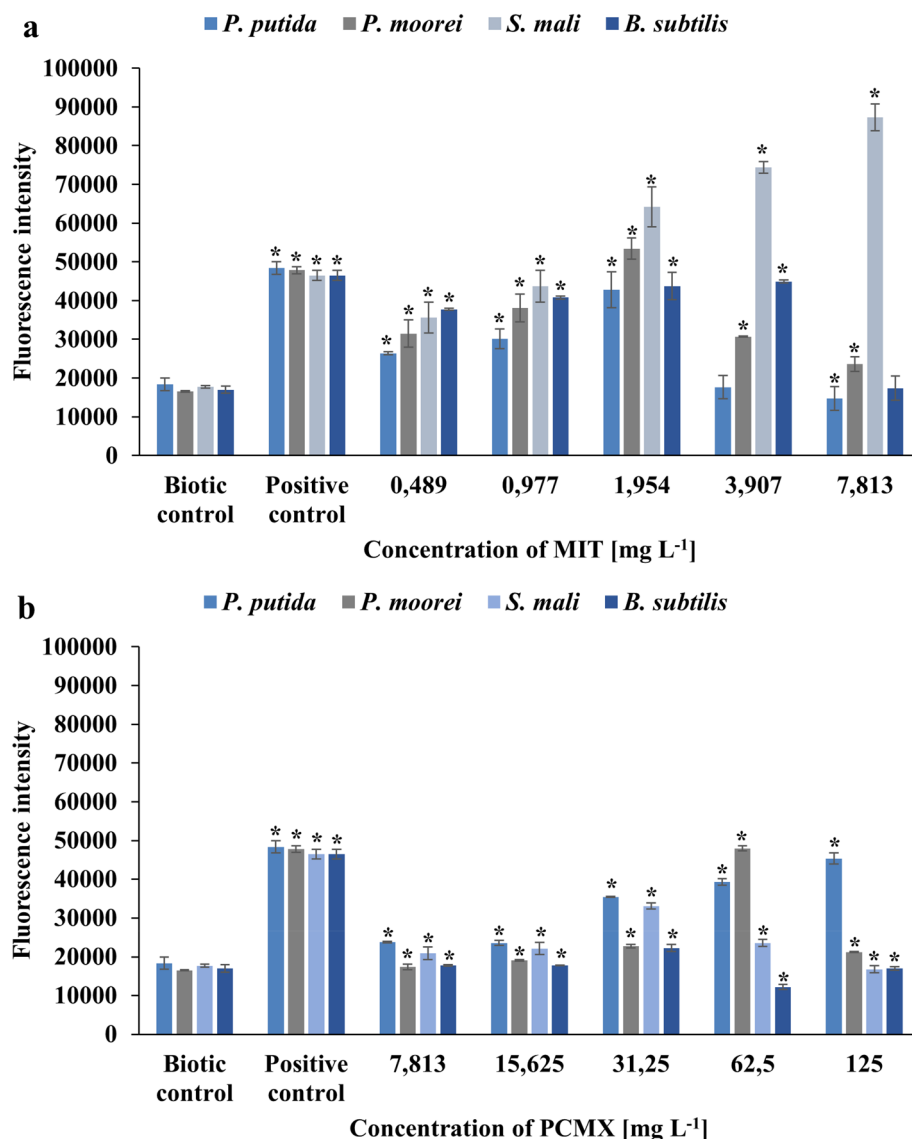 a
P. putida P. moorei S. mali B. subtilis
100000
90000
80000
70000
60000
50000
40000
30000
20000
10000
0
Fluorescence intensity
* * * * * * * * * * * * * * * * * * * * *
Biotic control Positive control 0,489 0,977 1,954 3,907 7,813
Concentration of MIT [mg L-1]
b
P. putida P. moorei S. mali B. subtilis
100000
90000
80000
70000
60000
50000
40000
30000
20000
10000
0
Fluorescence intensity
* * * * * * * * * * * * * * * * * * * * * * * *
Biotic control Positive control 7,813 15,625 31,25 62,5 125
Concentration of PCMX [mg L-1]